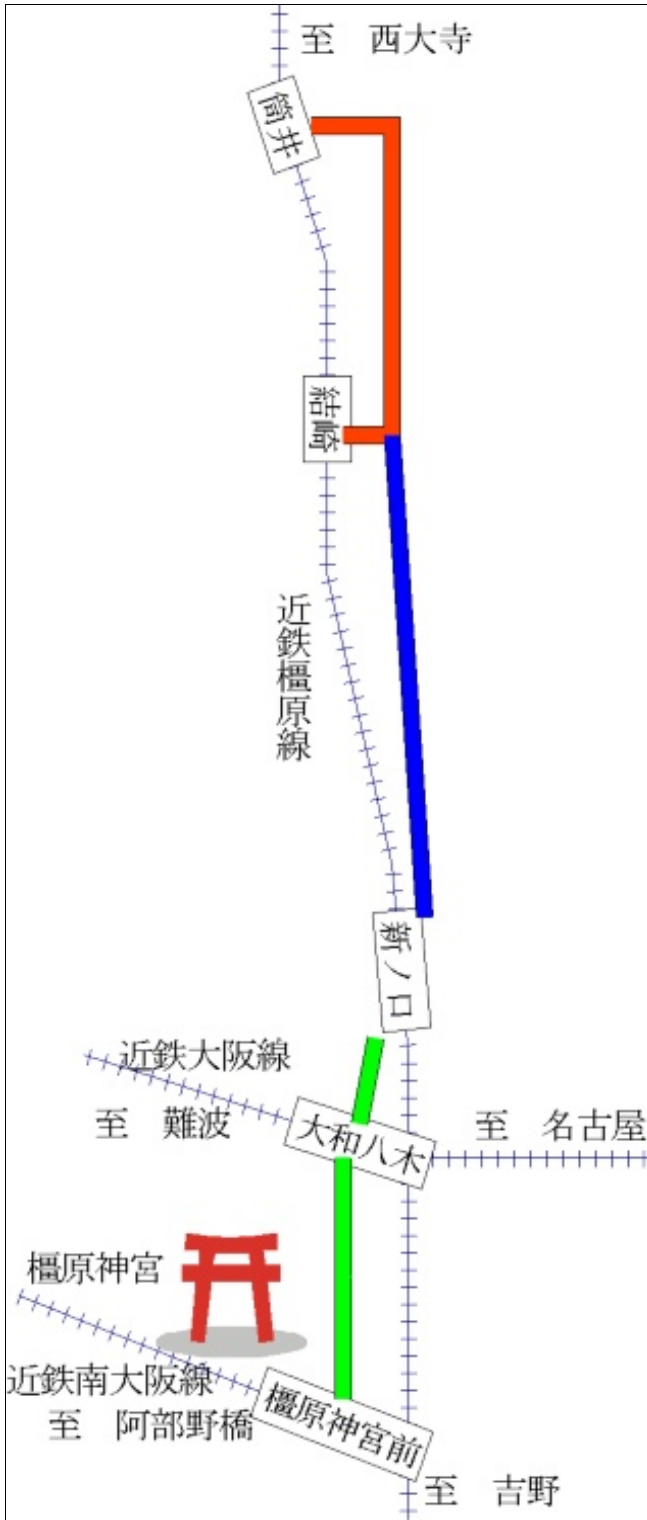 至　西大寺
筒井
結崎
近鉄橿原線
新ノ口
近鉄大阪線
至　難波
大和八木
至　名古屋
橿原神宮
近鉄南大阪線
至　阿部野橋
橿原神宮前
至　吉野